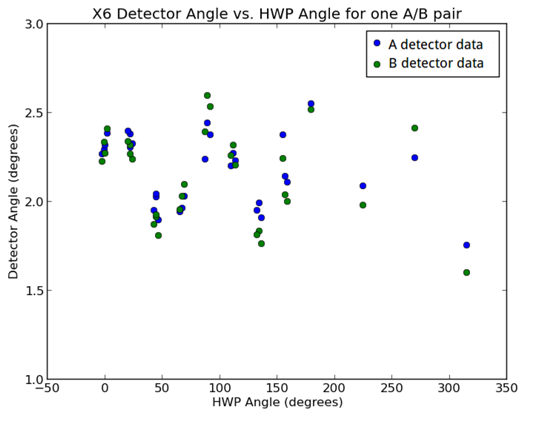 X6 Detector Angle vs. HWP Angle for one A/B pair
3.0
A detector data
B detector data
2.5
2.0
1.5
1.0
Detector Angle (degrees)
−50
0
50
100
150
200
250
300
350
HWP Angle (degrees)